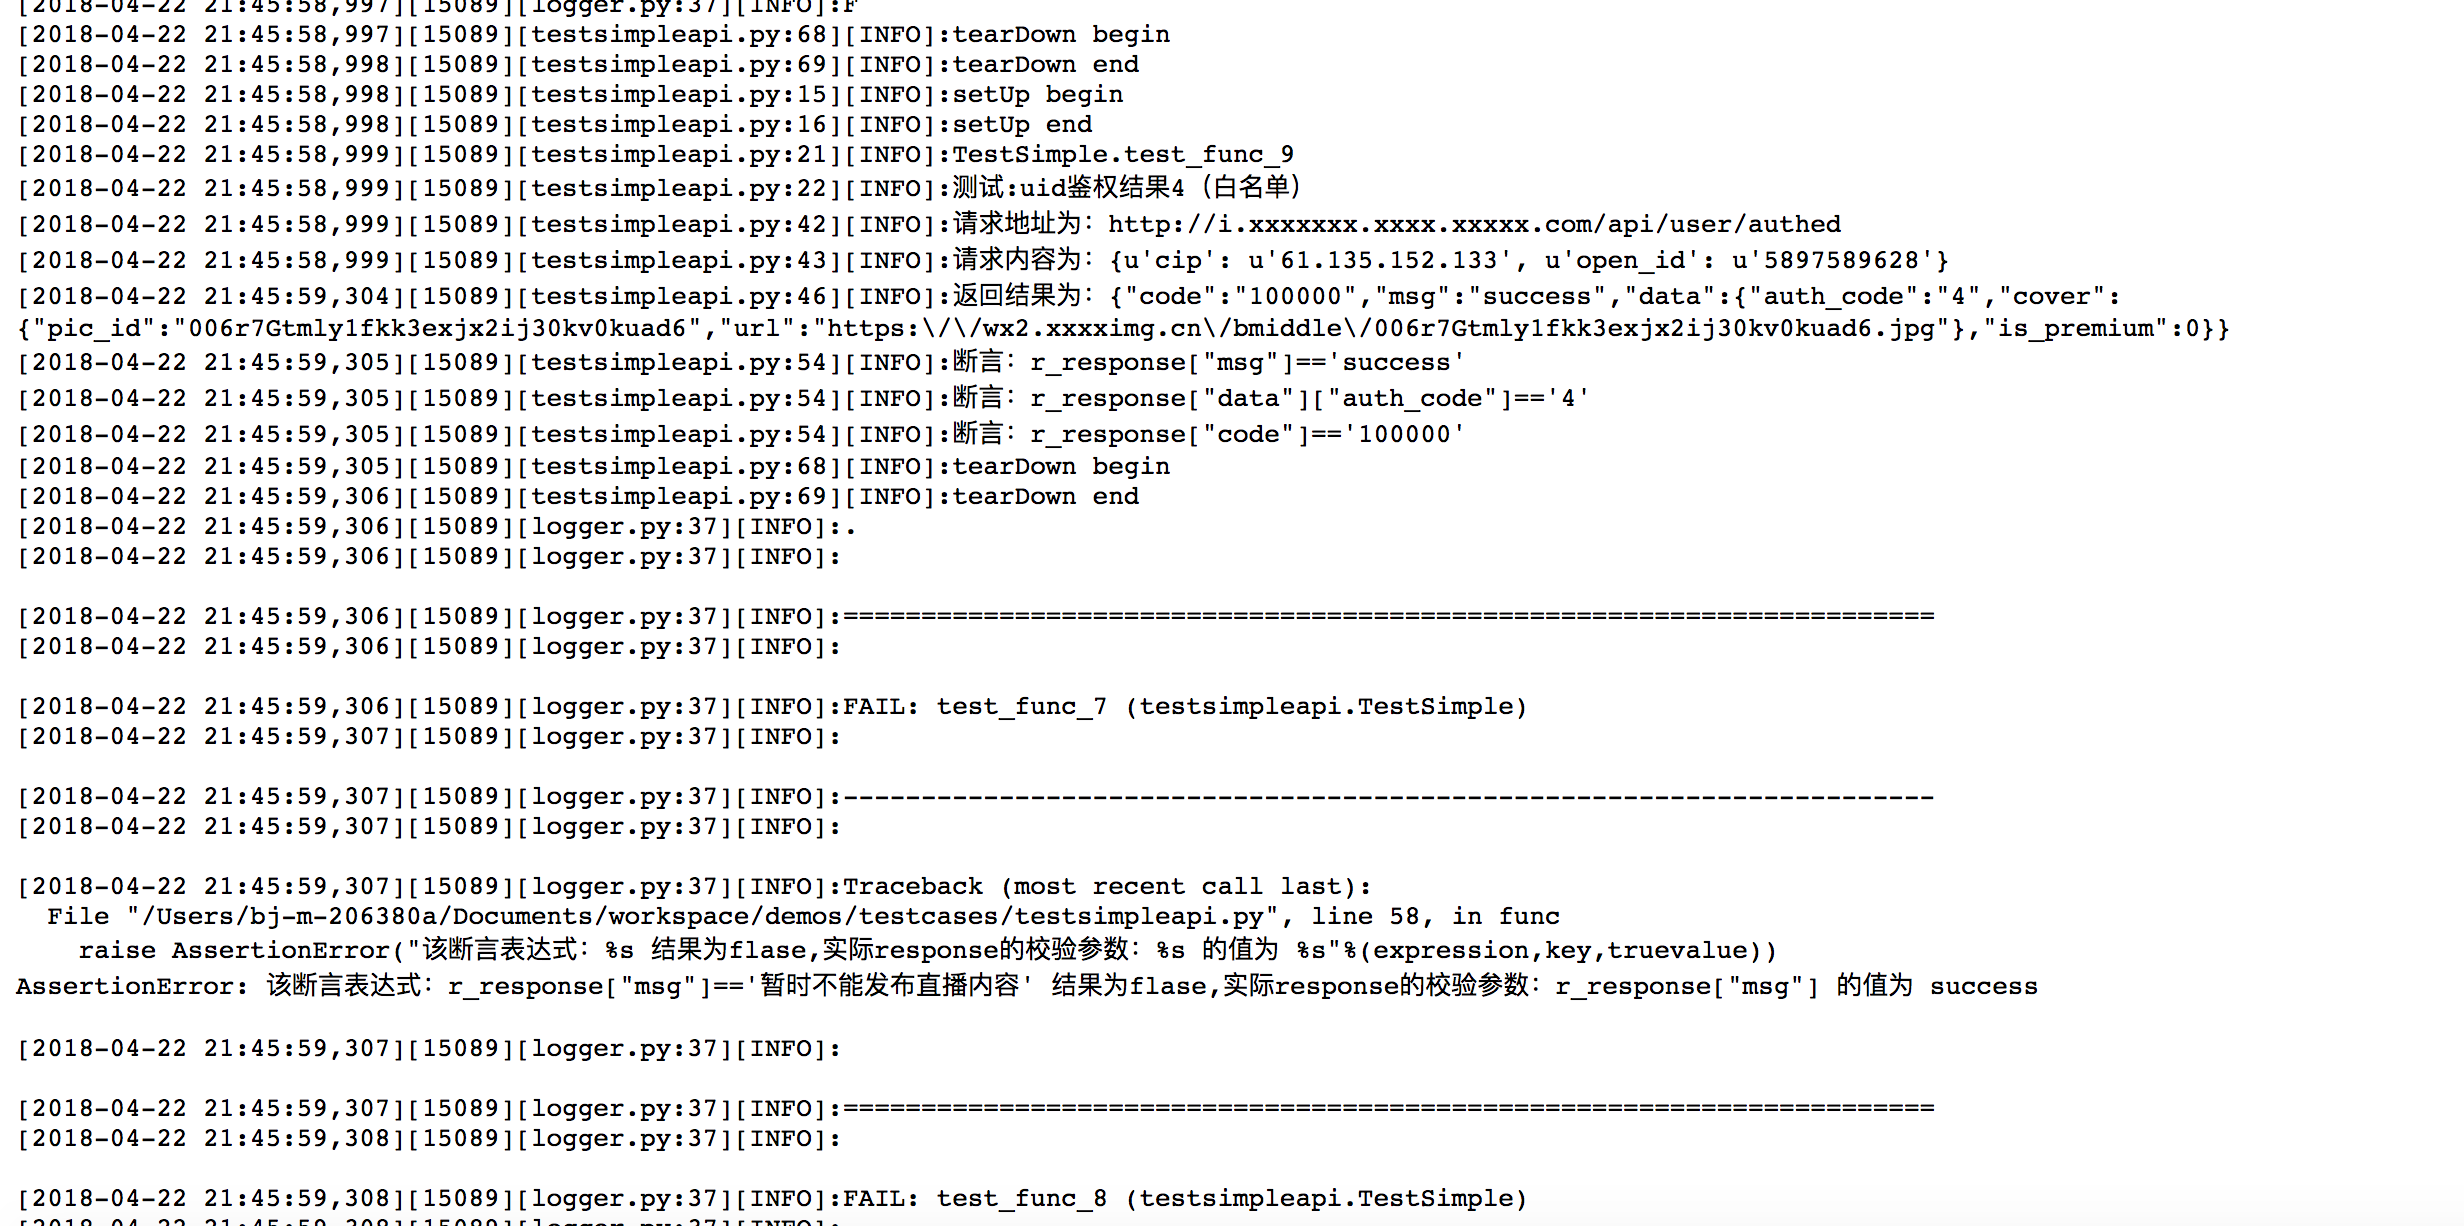 [2018-04-22 21:45:58,997][15089][logger.py:37][INFO]:F
[2018-04-22 21:45:58,997][15089][testsimpleapi.py:68][INFO]:tearDown begin
[2018-04-22 21:45:58,998][15089][testsimpleapi.py:69][INFO]:tearDown end
[2018-04-22 21:45:58,998][15089][testsimpleapi.py:15][INFO]:setUp begin
[2018-04-22 21:45:58,998][15089][testsimpleapi.py:16][INFO]:setUp end
[2018-04-22 21:45:58,999][15089][testsimpleapi.py:21][INFO]:TestSimple.test_func_9
[2018-04-22 21:45:58,999][15089][testsimpleapi.py:22][INFO]:测试:uid鉴权结果4（白名单）
[2018-04-22 21:45:58,999][15089][testsimpleapi.py:42][INFO]:请求地址为：http://i.xxxxxxx.xxxx.xxxxx.com/api/user/authed
[2018-04-22 21:45:58,999][15089][testsimpleapi.py:43][INFO]:请求内容为：{u'cip': u'61.135.152.133', u'open_id': u'5897589628'}
[2018-04-22 21:45:59,304][15089][testsimpleapi.py:46][INFO]:返回结果为：{"code":"100000","msg":"success","data":{"auth_code":"4","cover":
{"pic_id":"006r7Gtmly1fkk3exjx2ij30kv0kuad6","url":"https:\/\/wx2.xxxximg.cn\/bmiddle\/006r7Gtmly1fkk3exjx2ij30kv0kuad6.jpg"},"is_premium":0}}
[2018-04-22 21:45:59,305][15089][testsimpleapi.py:54][INFO]:断言：r_response["msg"]=='success'
[2018-04-22 21:45:59,305][15089][testsimpleapi.py:54][INFO]:断言：r_response["data"]["auth_code"]=='4'
[2018-04-22 21:45:59,305][15089][testsimpleapi.py:54][INFO]:断言：r_response["code"]=='100000'
[2018-04-22 21:45:59,305][15089][testsimpleapi.py:68][INFO]:tearDown begin
[2018-04-22 21:45:59,306][15089][testsimpleapi.py:69][INFO]:tearDown end
[2018-04-22 21:45:59,306][15089][logger.py:37][INFO]:.
[2018-04-22 21:45:59,306][15089][logger.py:37][INFO]:
[2018-04-22 21:45:59,306][15089][logger.py:37][INFO]:======================================================================
[2018-04-22 21:45:59,306][15089][logger.py:37][INFO]:
[2018-04-22 21:45:59,306][15089][logger.py:37][INFO]:FAIL: test_func_7 (testsimpleapi.TestSimple)
[2018-04-22 21:45:59,307][15089][logger.py:37][INFO]:
[2018-04-22 21:45:59,307][15089][logger.py:37][INFO]:----------------------------------------------------------------------
[2018-04-22 21:45:59,307][15089][logger.py:37][INFO]:
[2018-04-22 21:45:59,307][15089][logger.py:37][INFO]:Traceback (most recent call last):
  File "/Users/bj-m-206380a/Documents/workspace/demos/testcases/testsimpleapi.py", line 58, in func
    raise AssertionError("该断言表达式：%s 结果为flase,实际response的校验参数：%s 的值为 %s"%(expression,key,truevalue))
AssertionError: 该断言表达式：r_response["msg"]=='暂时不能发布直播内容' 结果为flase,实际response的校验参数：r_response["msg"] 的值为 success
[2018-04-22 21:45:59,307][15089][logger.py:37][INFO]:
[2018-04-22 21:45:59,307][15089][logger.py:37][INFO]:======================================================================
[2018-04-22 21:45:59,308][15089][logger.py:37][INFO]:
[2018-04-22 21:45:59,308][15089][logger.py:37][INFO]:FAIL: test_func_8 (testsimpleapi.TestSimple)
[2018-04-22 21:45:59,308][15089][logger.py:37][INFO]: